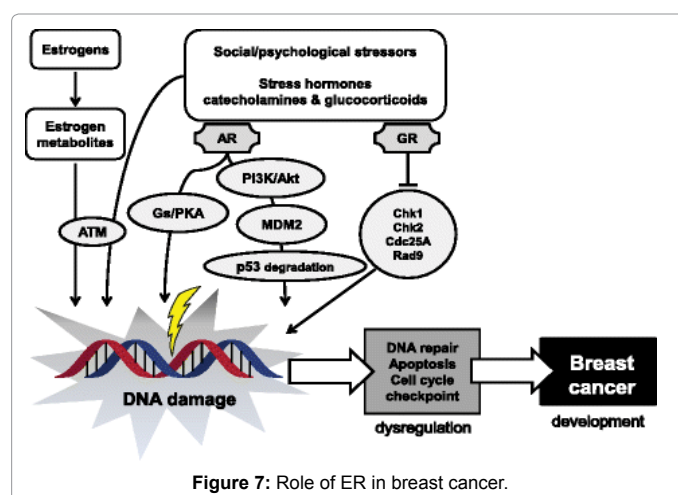 Estrogens
Estrogen
metabolites
ATM
Social/psychological stressors
Stress hormones
catecholamines & glucocorticoids
AR
GR
Gs/PKA
PI3K/Akt
MDM2
p53 degradation
Chk1
Chk2
Cdc25A
Rad9
DNA damage
DNA repair
Apoptosis
Cell cycle
checkpoint
dysregulation
Breast
cancer
development
Figure 7: Role of ER in breast cancer.